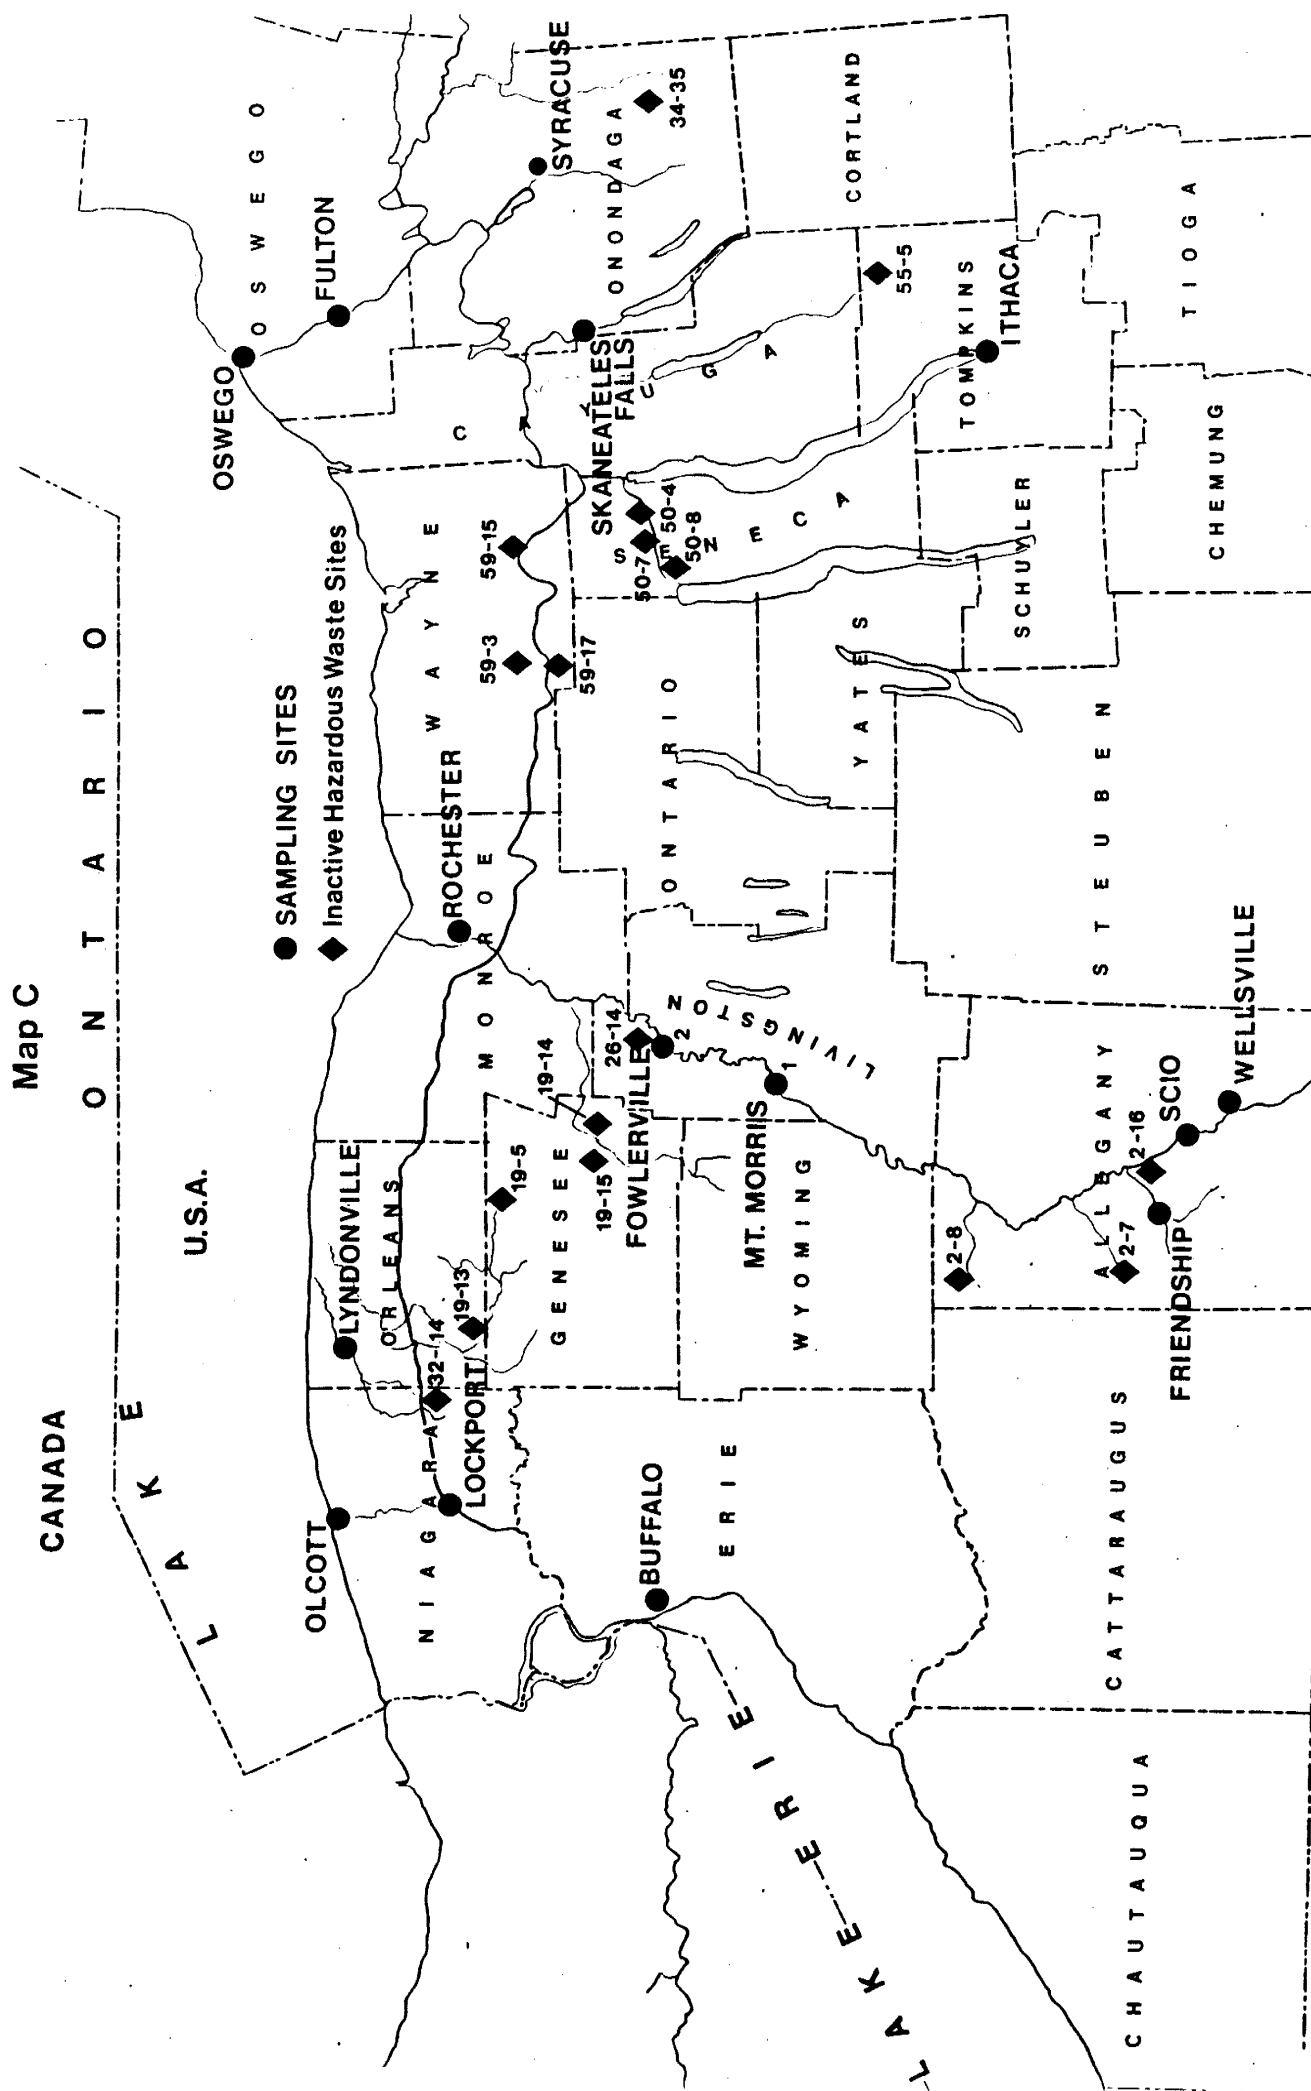 Map C
CANADA
U.S.A.
LAKE ONTARIO
SAMPLING SITES
Inactive Hazardous Waste Sites
OLCOTT
LYNDONVILLE
LOCKPORT
ROCHESTER
OSWEGO
FULTON
SYRACUSE
SKANEATELES
FALLS
BUFFALO
FOWLERVILLE
2
MT. MORRIS
1
ITHACA
FRIENDSHIP
SCIO
WELLSVILLE
NIAGARA
ORLEANS
MONROE
WAYNE
CAYUGA
OSWEGO
ONONDAGA
GENESEE
ERIE
WYOMING
LIVINGSTON
ONTARIO
YATES
SENECA
SCHUYLER
TOMPKINS
CORTLAND
TIOGA
CHEMUNG
STEUBEN
ALLEGANY
CATTARAUGUS
CHAUTAUQUA
LAKE ERIE
32-14
19-13
19-5
19-14
19-15
26-14
59-3
59-15
59-17
50-4
50-7
50-8
34-35
55-5
2-8
2-7
2-16